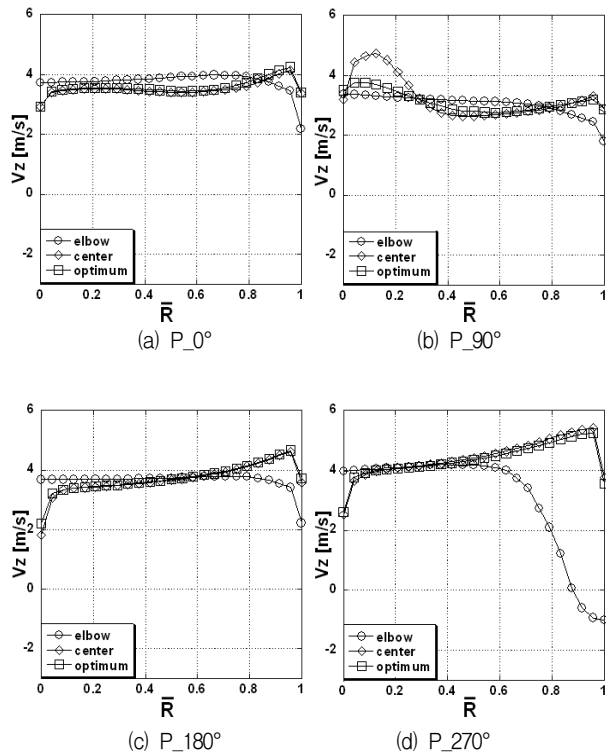 6
4
2
0
-2
Vz [m/s]
elbow
center
optimum
0 0.2 0.4 0.6 0.8 1
R̅
(a) P_0°
6
4
2
0
-2
Vz [m/s]
elbow
center
optimum
0 0.2 0.4 0.6 0.8 1
R̅
(b) P_90°
6
4
2
0
-2
Vz [m/s]
elbow
center
optimum
0 0.2 0.4 0.6 0.8 1
R̅
(c) P_180°
6
4
2
0
-2
Vz [m/s]
elbow
center
optimum
0 0.2 0.4 0.6 0.8 1
R̅
(d) P_270°